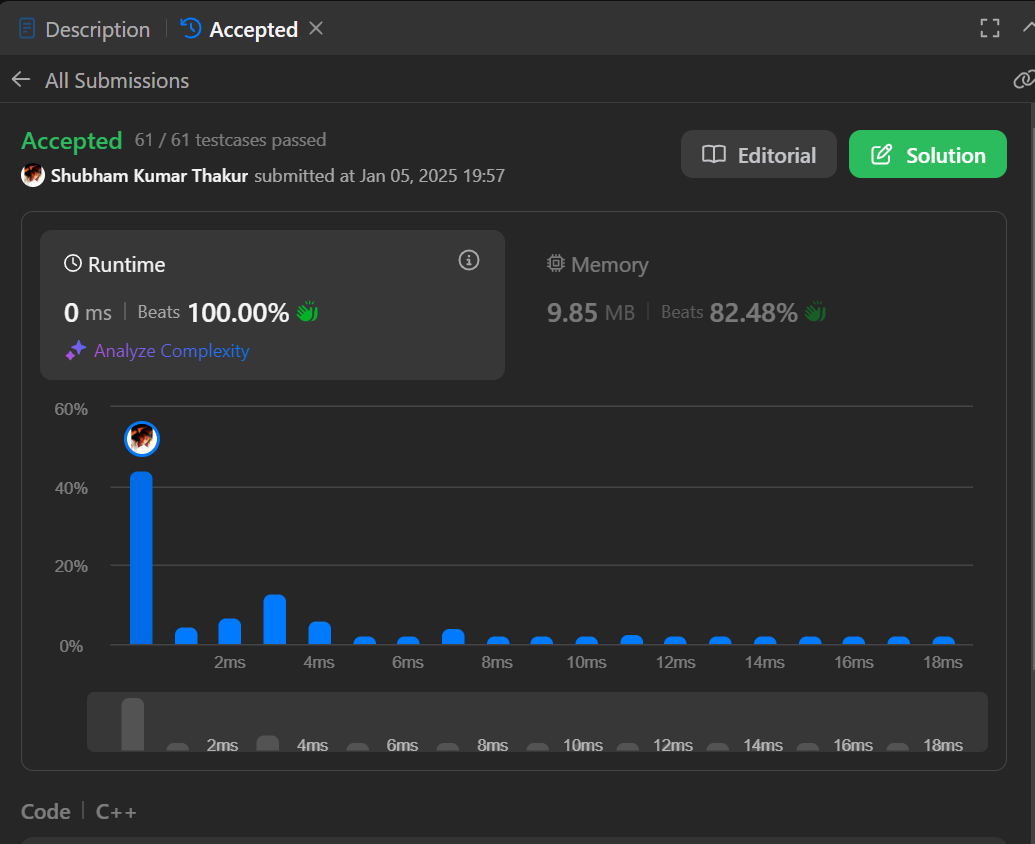 Description Accepted
All Submissions
Accepted 61 / 61 testcases passed
Shubham Kumar Thakur submitted at Jan 05, 2025 19:57
Editorial
Solution
Runtime
0 ms Beats 100.00%
Analyze Complexity
Memory
9.85 MB Beats 82.48%
60%
40%
20%
0%
2ms 4ms 6ms 8ms 10ms 12ms 14ms 16ms 18ms
2ms 4ms 6ms 8ms 10ms 12ms 14ms 16ms 18ms
Code C++